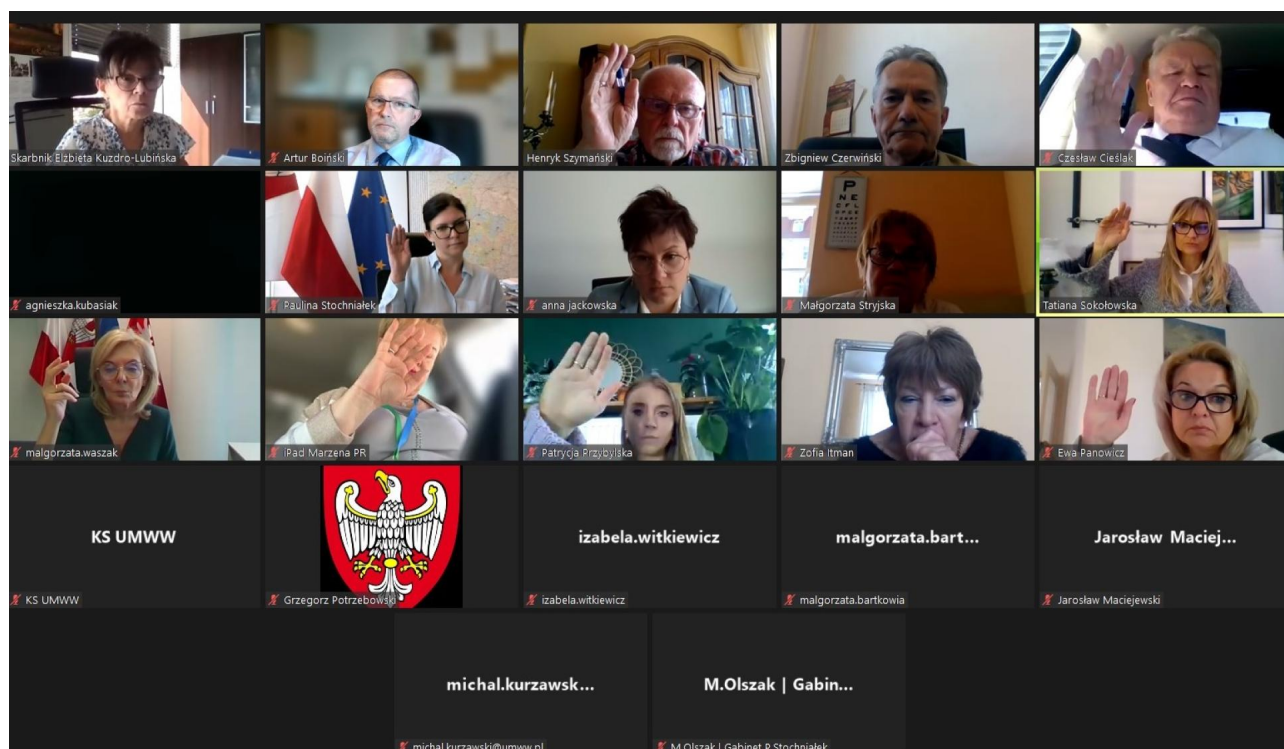 Skarbnik Elżbieta Kuzdro-Lubińska
Artur Boiński
Henryk Szymański
Zbigniew Czerwiński
Czesław Cieślak
agnieszka.kubasiak
Paulina Stochniałek
anna jackowska
Małgorzata Stryjska
Tatiana Sokołowska
malgorzata.waszak
iPad Marzena PR
Patrycja Przybylska
Zofia Itman
Ewa Panowicz
KS UMWW
izabela.witkiewicz
malgorzata.bart...
Jarosław Maciej...
KS UMWW
Grzegorz Potrzebowski
izabela.witkiewicz
malgorzata.bartkowia
Jarosław Maciejewski
michal.kurzawsk...
M.Olszak | Gabin...
michal.kurzawski@umww.pl
M.Olszak | Gabinet P.Stochniałek